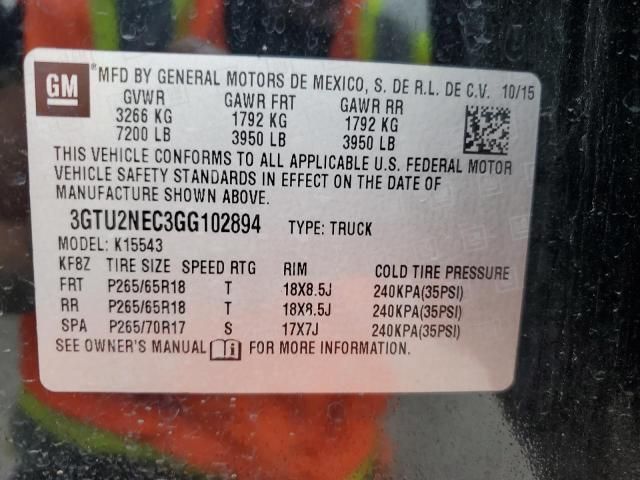 GM ® MFD BY GENERAL MOTORS DE MEXICO, S. DE R.L. DE C.V. 10/15
GVWR GAWR FRT GAWR RR
3266 KG 1792 KG 1792 KG
7200 LB 3950 LB 3950 LB
THIS VEHICLE CONFORMS TO ALL APPLICABLE U.S. FEDERAL MOTOR
VEHICLE SAFETY STANDARDS IN EFFECT ON THE DATE OF
MANUFACTURE SHOWN ABOVE.
3GTU2NEC3GG102894 TYPE: TRUCK
MODEL: K15543
KF8Z TIRE SIZE SPEED RTG RIM COLD TIRE PRESSURE
FRT P265/65R18 T 18X8.5J 240KPA(35PSI)
RR P265/65R18 T 18X8.5J 240KPA(35PSI)
SPA P265/70R17 S 17X7J 240KPA(35PSI)
SEE OWNER'S MANUAL i FOR MORE INFORMATION.